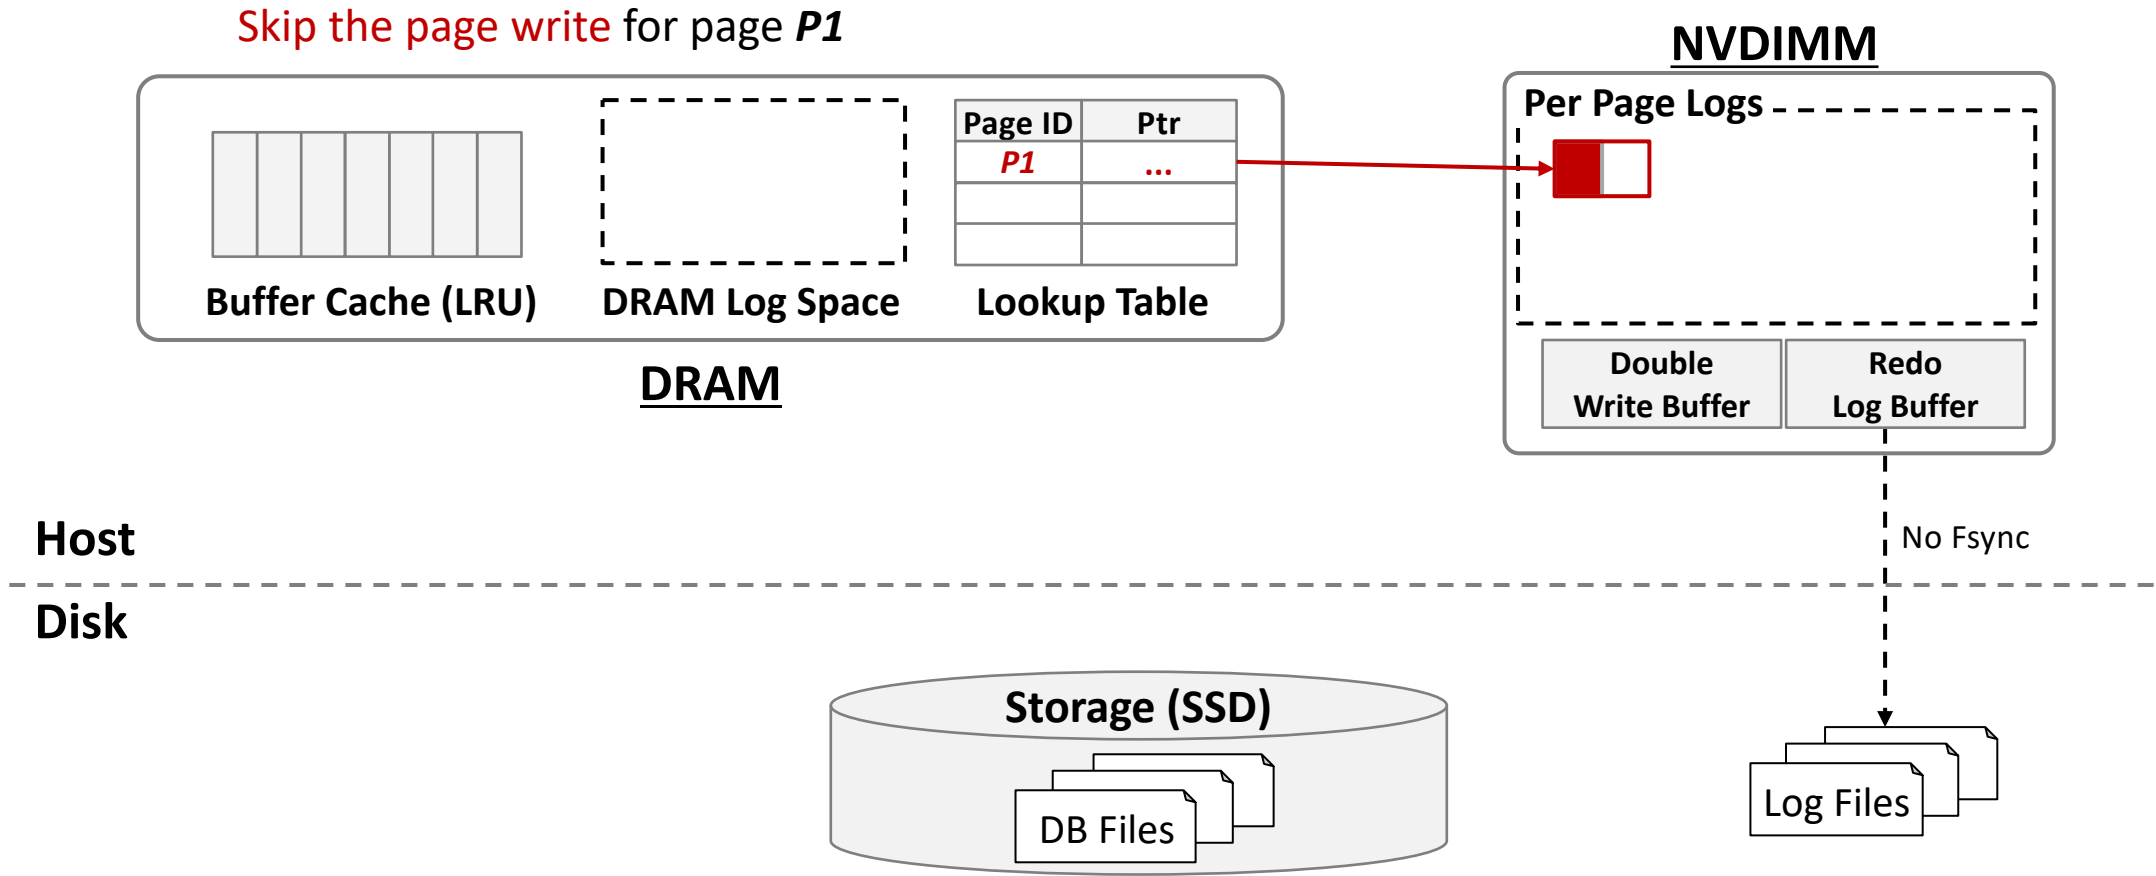 Skip the page write for page P1
NVDIMM
Per Page Logs
Page ID Ptr
P1 ...
Buffer Cache (LRU)
DRAM Log Space
Lookup Table
DRAM
Double
Write Buffer
Redo
Log Buffer
Host
No Fsync
Disk
Storage (SSD)
DB Files
Log Files